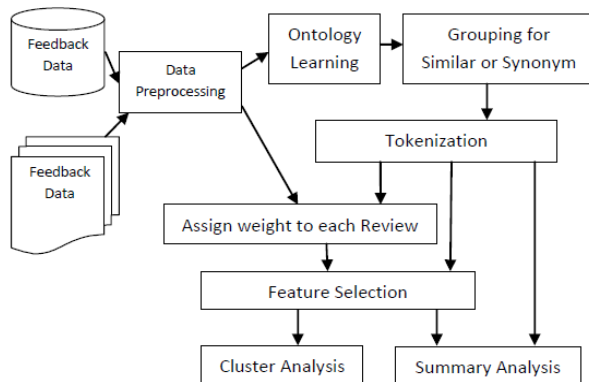 Feedback
Data
Data
Preprocessing
Ontology
Learning
Grouping for
Similar or Synonym
Feedback
Data
Tokenization
Assign weight to each Review
Feature Selection
Cluster Analysis
Summary Analysis